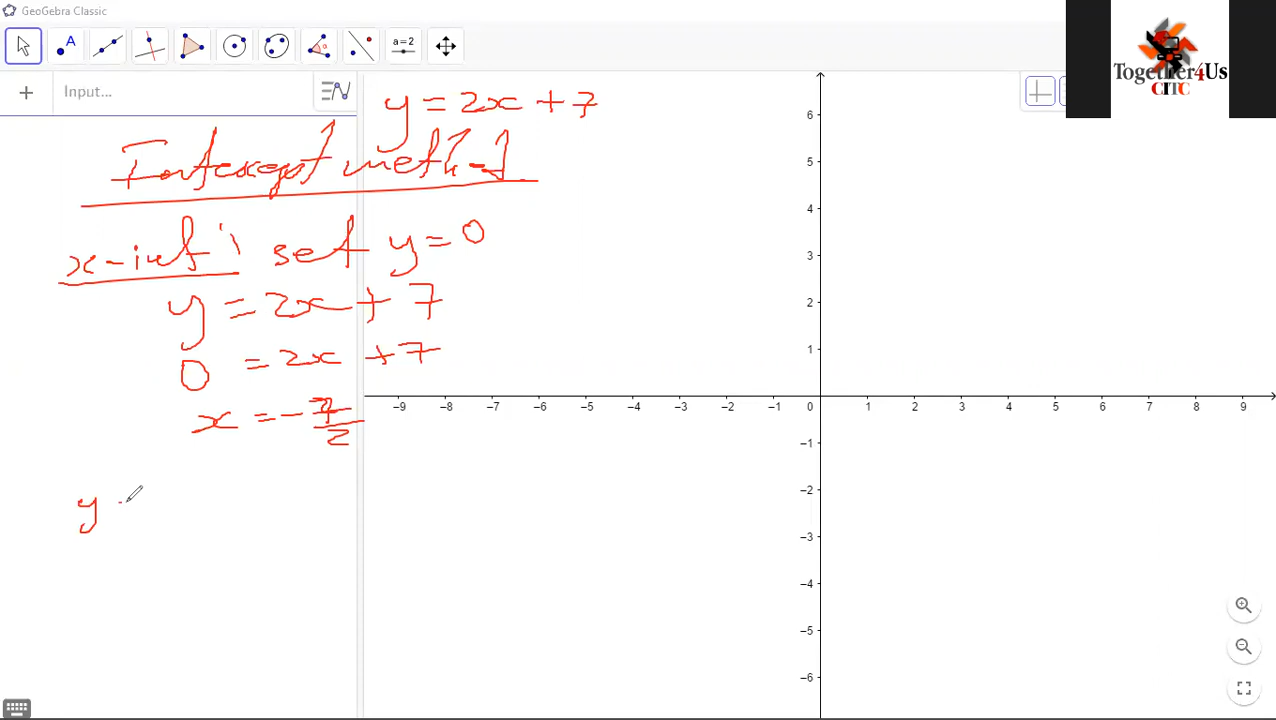 GeoGebra Classic
A
a=2
Together4Us
CITC
Input...
y = 2x + 7
Intercept method
x-int; set y = 0
y = 2x + 7
0 = 2x + 7
x = -7/2
y -
6
5
4
3
2
1
-9 -8 -7 -6 -5 -4 -3 -2 -1 0 1 2 3 4 5 6 7 8 9
-1
-2
-3
-4
-5
-6